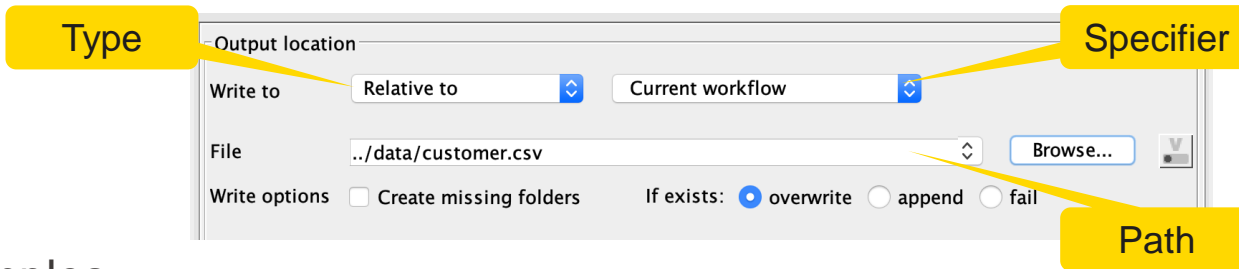 Type
Specifier
Output location
Write to Relative to Current workflow
File ../data/customer.csv Browse... V
Write options Create missing folders If exists: overwrite append fail
Path